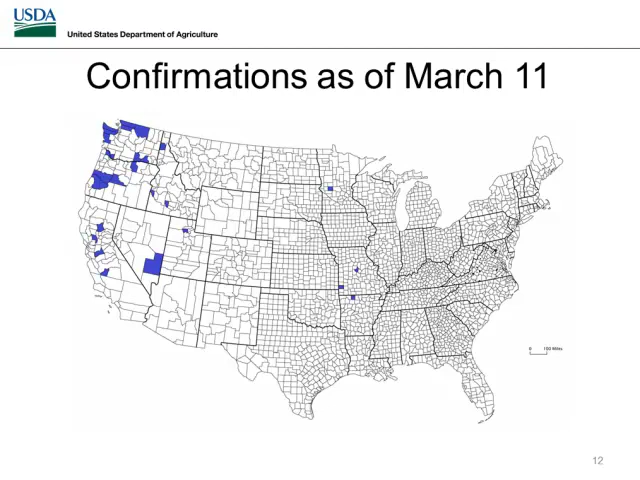 USDA
United States Department of Agriculture
Confirmations as of March 11
0 100 Miles
12